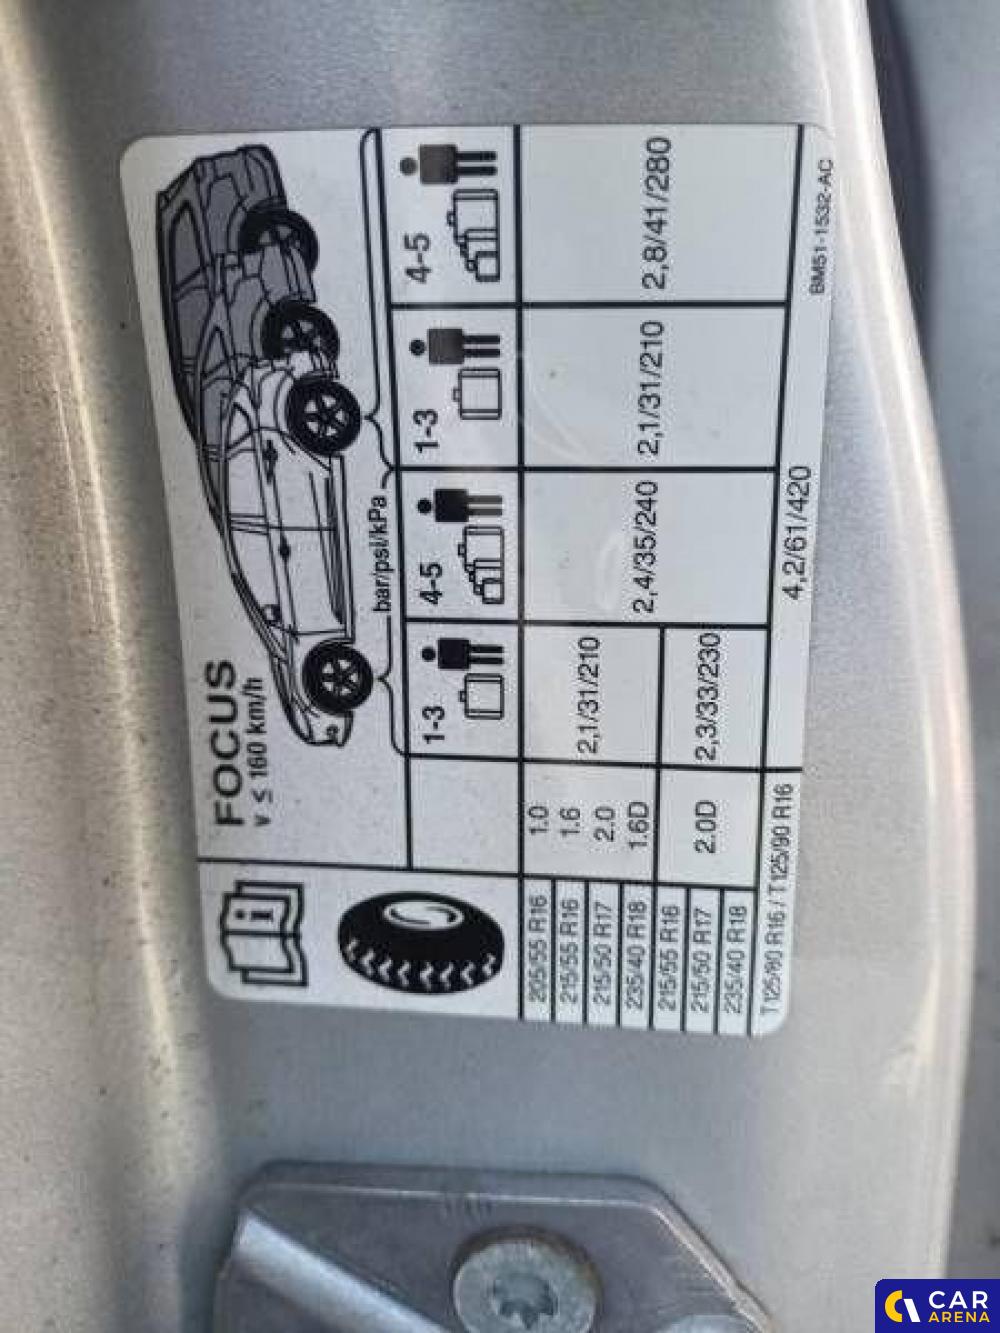 FOCUS
v ≤ 160 km/h
bar/psi/kPa
1-3
4-5
1-3
4-5
205/55 R16
215/55 R16
215/50 R17
235/40 R18
1.0
1.6
2.0
1.6D
2,1/31/210
2,4/35/240
2,1/31/210
2,8/41/280
215/55 R16
215/50 R17
235/40 R18
2.0D
2,3/33/230
T125/80 R16 / T125/90 R16
4,2/61/420
BM51-1532-AC
CAR
ARENA